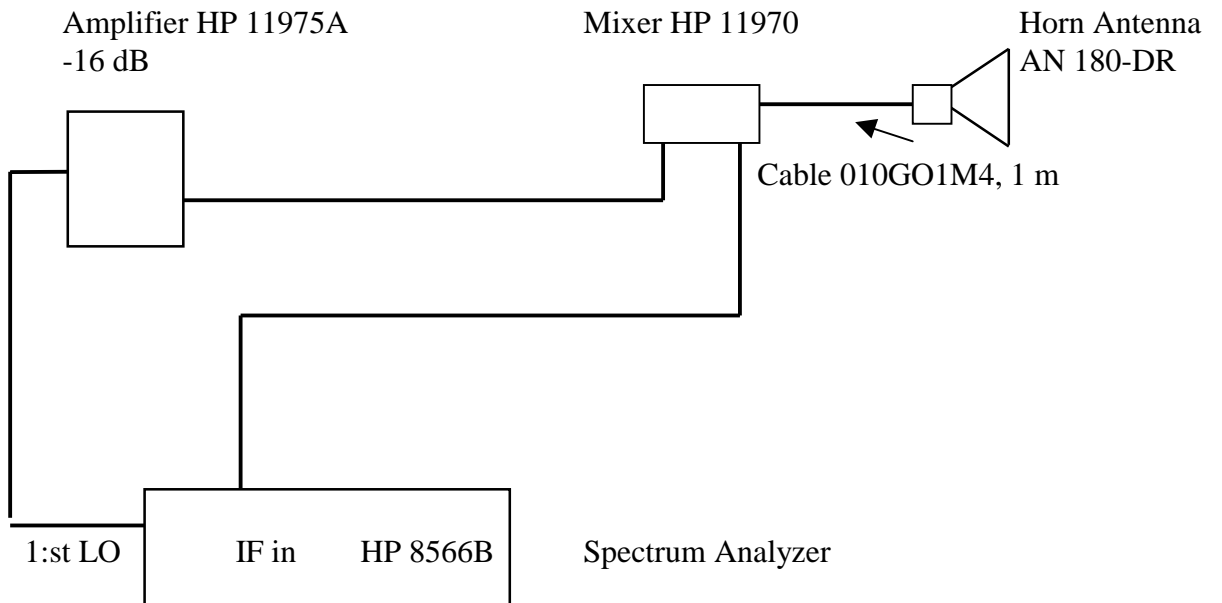 Amplifier HP 11975A
-16 dB
Mixer HP 11970
Horn Antenna
AN 180-DR
Cable 010GO1M4, 1 m
1:st LO
IF in
HP 8566B
Spectrum Analyzer